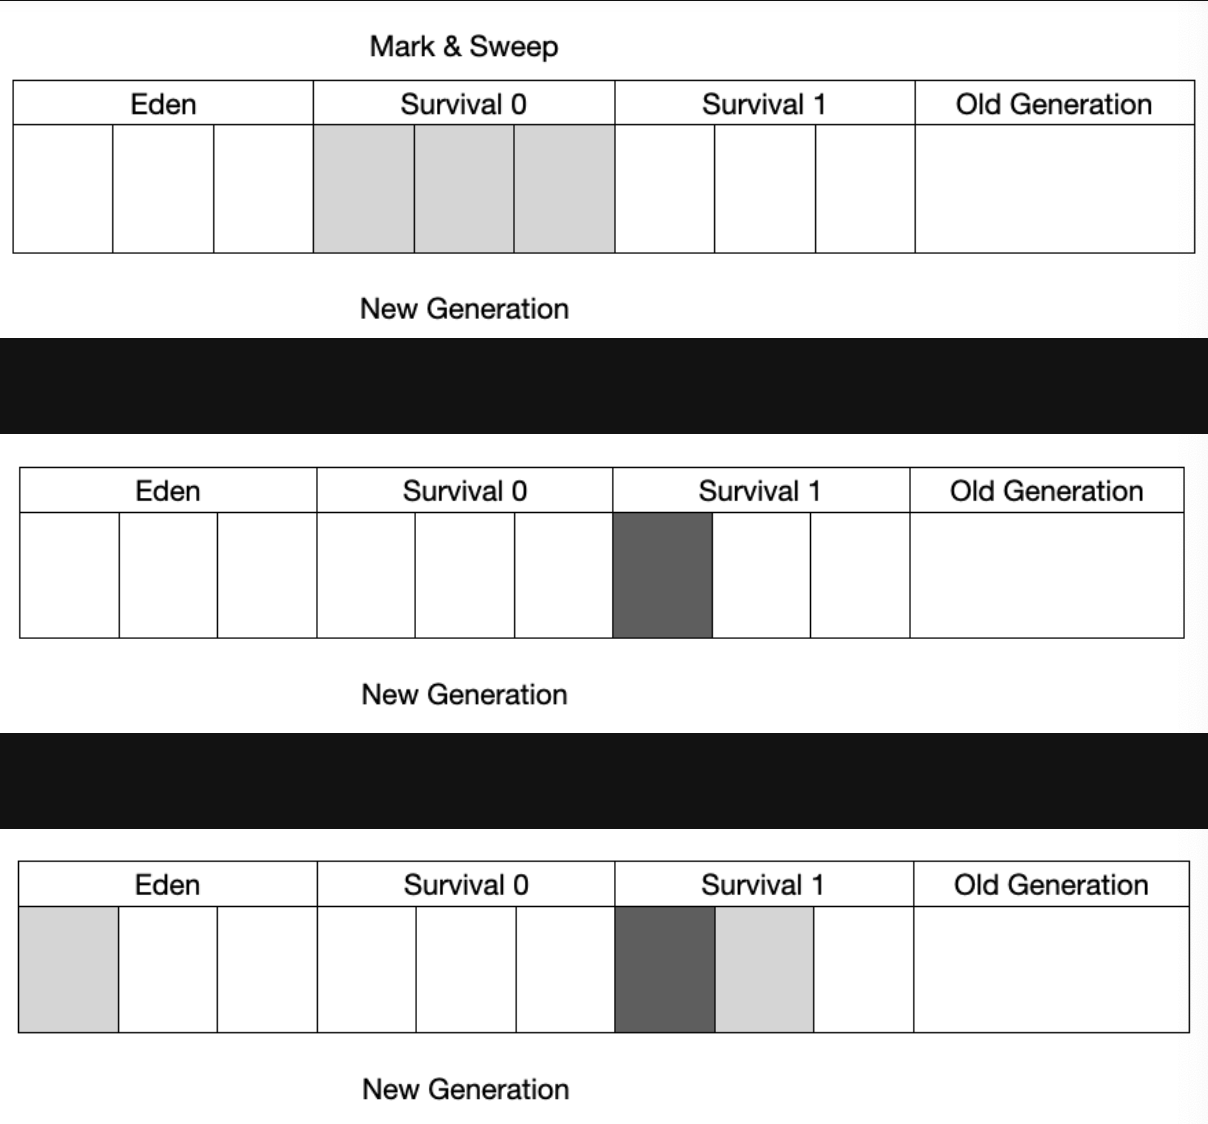 Mark & Sweep
Eden Survival 0 Survival 1 Old Generation
New Generation
Eden Survival 0 Survival 1 Old Generation
New Generation
Eden Survival 0 Survival 1 Old Generation
New Generation